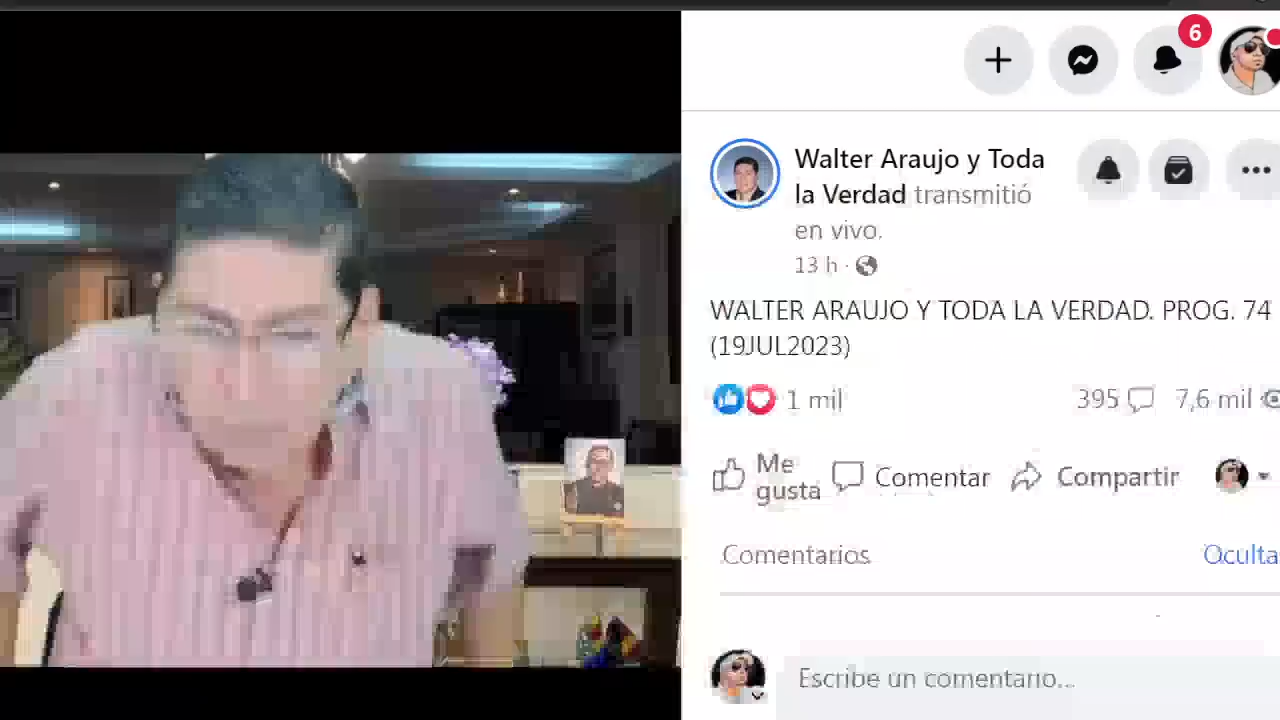 6
Walter Araujo y Toda
la Verdad transmitió
en vivo.
13 h ·
WALTER ARAUJO Y TODA LA VERDAD. PROG. 74
(19JUL2023)
1 mil
395
7,6 mil
Me
gusta
Comentar
Compartir
Comentarios
Oculta
Escribe un comentario...